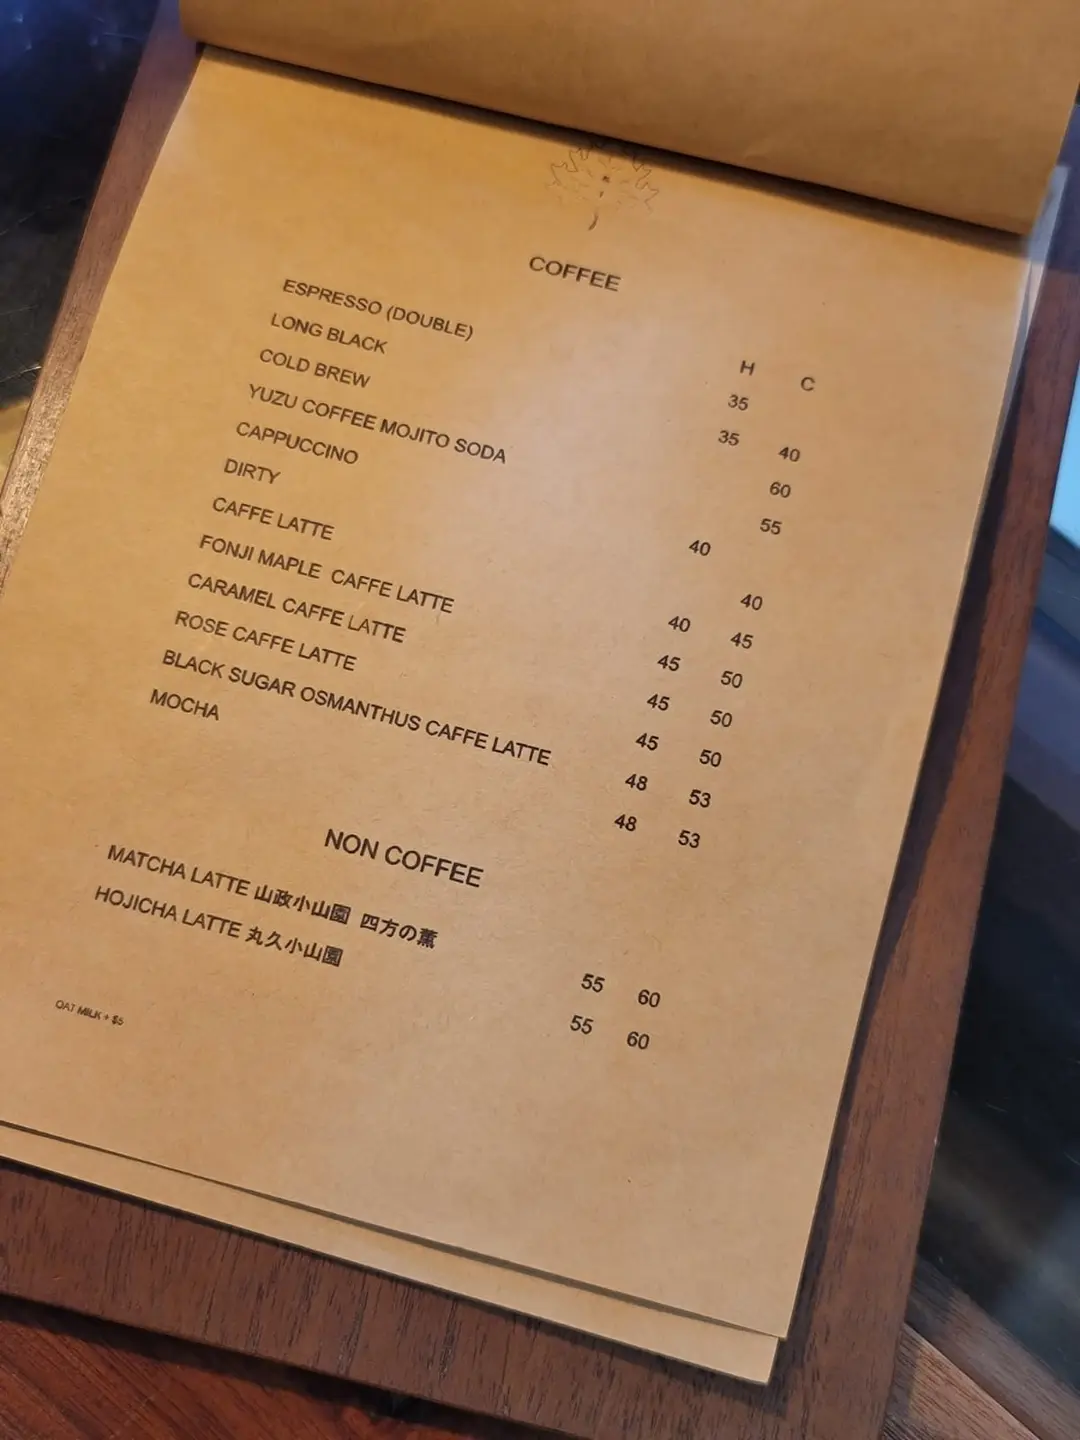 COFFEE
H C
ESPRESSO (DOUBLE) 35
LONG BLACK 35 40
COLD BREW 60
YUZU COFFEE MOJITO SODA 55
CAPPUCCINO 40
DIRTY 40
CAFFE LATTE 40 45
FONJI MAPLE CAFFE LATTE 45 50
CARAMEL CAFFE LATTE 45 50
ROSE CAFFE LATTE 45 50
BLACK SUGAR OSMANTHUS CAFFE LATTE 48 53
MOCHA 48 53
NON COFFEE
MATCHA LATTE 山政小山園 四方の薫 55 60
HOJICHA LATTE 丸久小山園 55 60
OAT MILK + $5